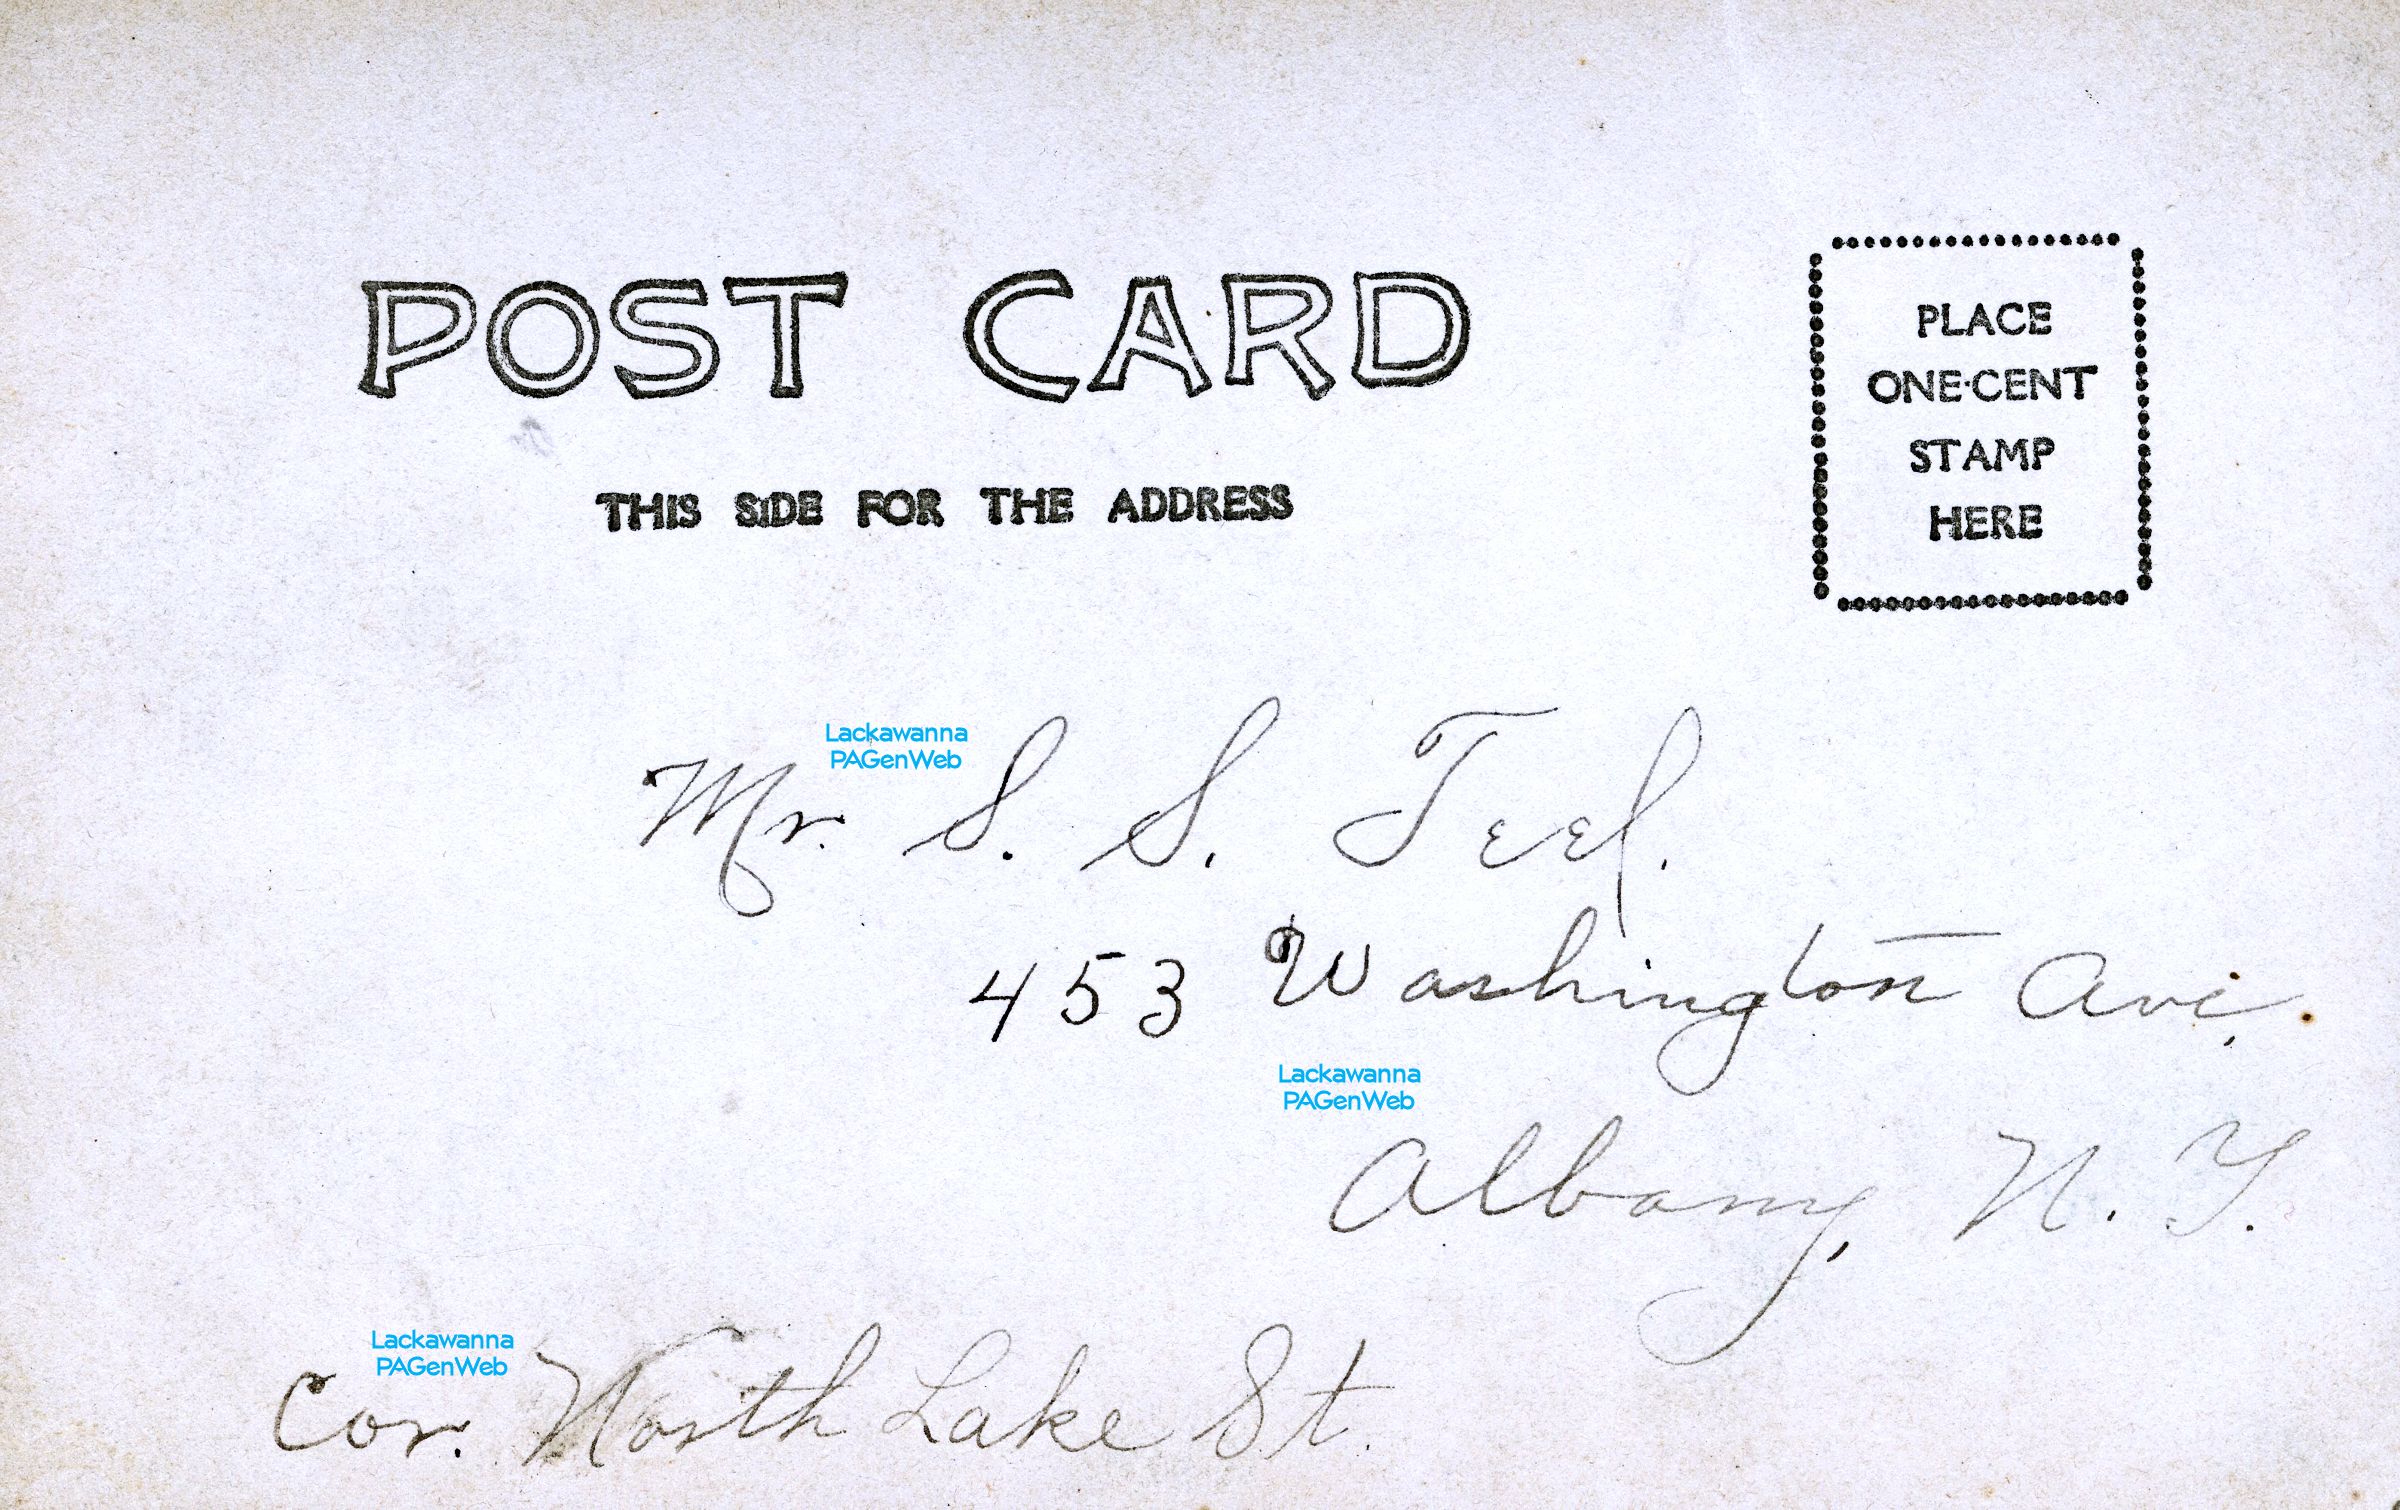 POST CARD
THIS SIDE FOR THE ADDRESS
PLACE
ONE-CENT
STAMP
HERE
Lackawanna
PAGenWeb
Mr. S. S. Teel.
453 Washington Ave.
Lackawanna
PAGenWeb
Albany, N. Y.
Lackawanna
PAGenWeb
Cor. North Lake St.